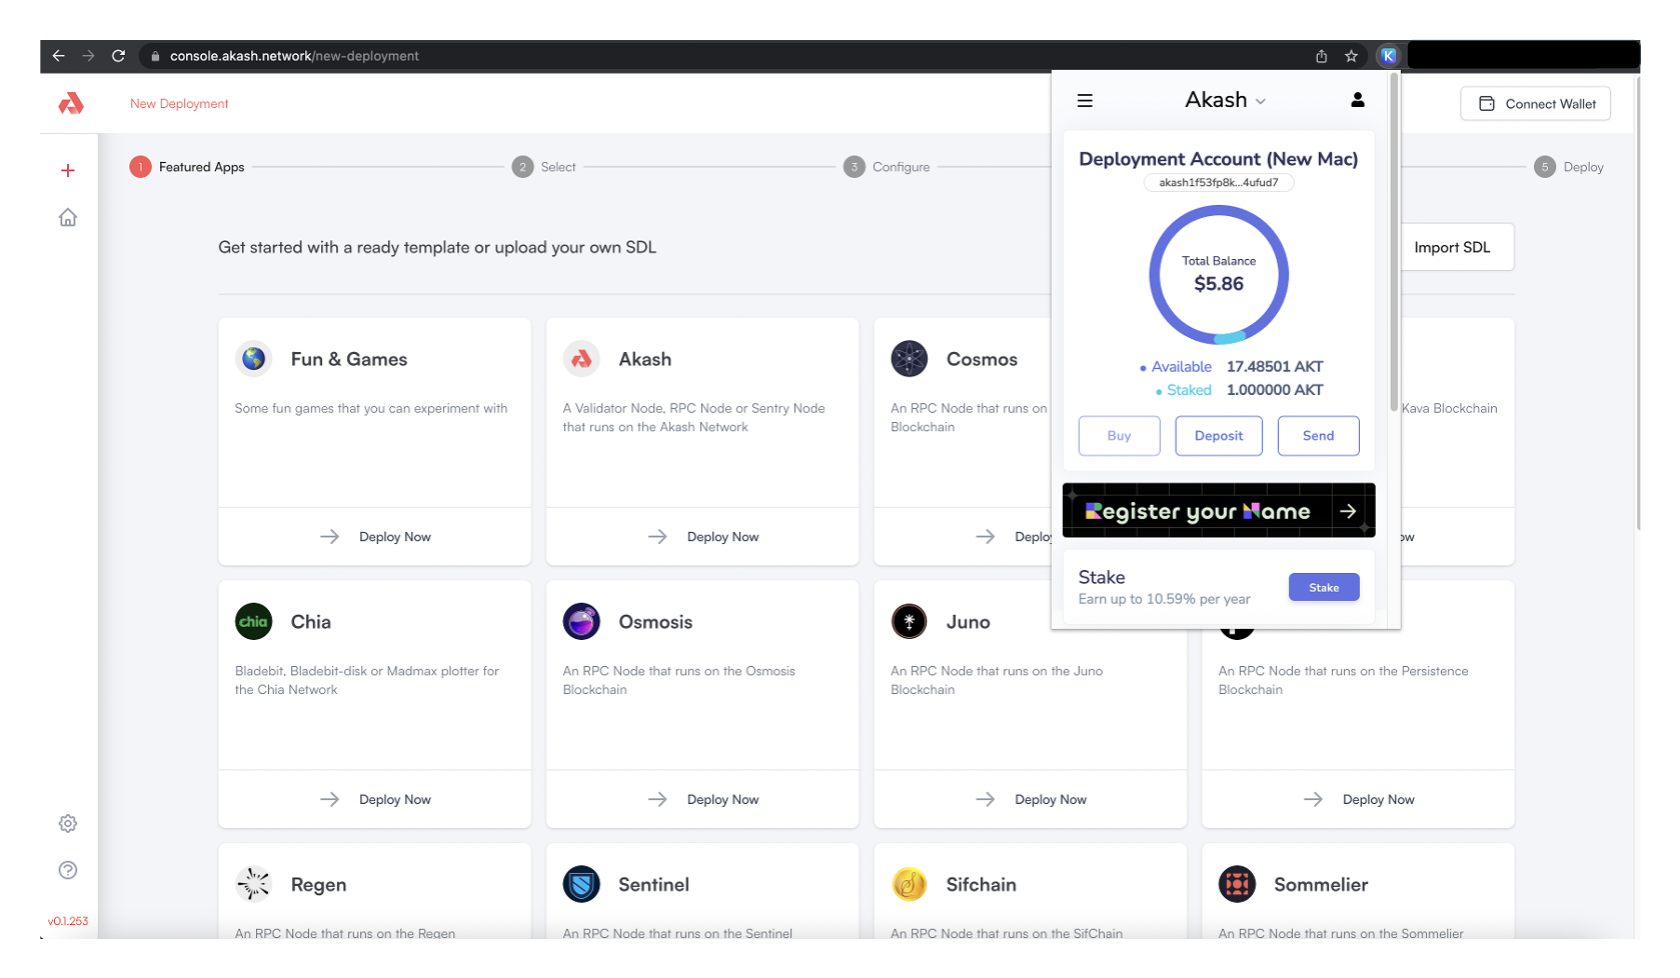 console.akash.network/new-deployment
K
New Deployment
Akash
Connect Wallet
1 Featured Apps
2 Select
3 Configure
5 Deploy
Deployment Account (New Mac)
akash1f53fp8k...4ufud7
Get started with a ready template or upload your own SDL
Import SDL
Total Balance
$5.86
Available 17.48501 AKT
Staked 1.000000 AKT
Buy
Deposit
Send
Register your Name
Stake
Earn up to 10.59% per year
Stake
Fun & Games
Some fun games that you can experiment with
Deploy Now
Akash
A Validator Node, RPC Node or Sentry Node
that runs on the Akash Network
Deploy Now
Cosmos
An RPC Node that runs on
Blockchain
Kava Blockchain
chia
Chia
Bladebit, Bladebit-disk or Madmax plotter for
the Chia Network
Deploy Now
Osmosis
An RPC Node that runs on the Osmosis
Blockchain
Deploy Now
Juno
An RPC Node that runs on the Juno
Blockchain
Deploy Now
An RPC Node that runs on the Persistence
Blockchain
Deploy Now
Regen
An RPC Node that runs on the Regen
Sentinel
An RPC Node that runs on the Sentinel
Sifchain
An RPC Node that runs on the SifChain
Sommelier
An RPC Node that runs on the Sommelier
v0.1.253